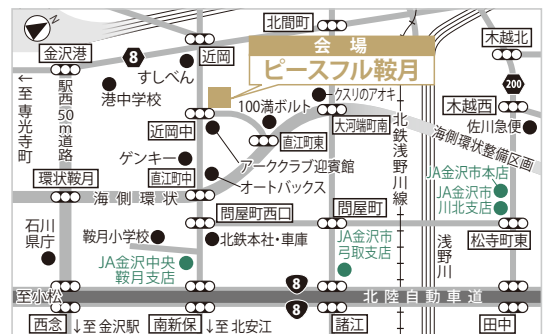 北間町
木越北
会場
ピースフル鞍月
金沢港
8
近岡
すしべん
港中学校
←至専光寺町
駅西50m道路
200
クスリのアオキ
100満ボルト
木越西
佐川急便
近岡中
大河端町南
直江町東
海側環状整備区画
北鉄浅野川線
ゲンキー
アーククラブ迎賓館
JA金沢市本店
環状鞍月
直江町中
オートバックス
JA金沢市
川北支店
海側環状
問屋町西口
問屋町
石川
県庁
鞍月小学校
北鉄本社・車庫
JA金沢市
弓取支店
浅野川
松寺町東
JA金沢中央
鞍月支店
8
至小松
北陸自動車道
8
西念
↓至金沢駅
南新保
↓至北安江
諸江
田中